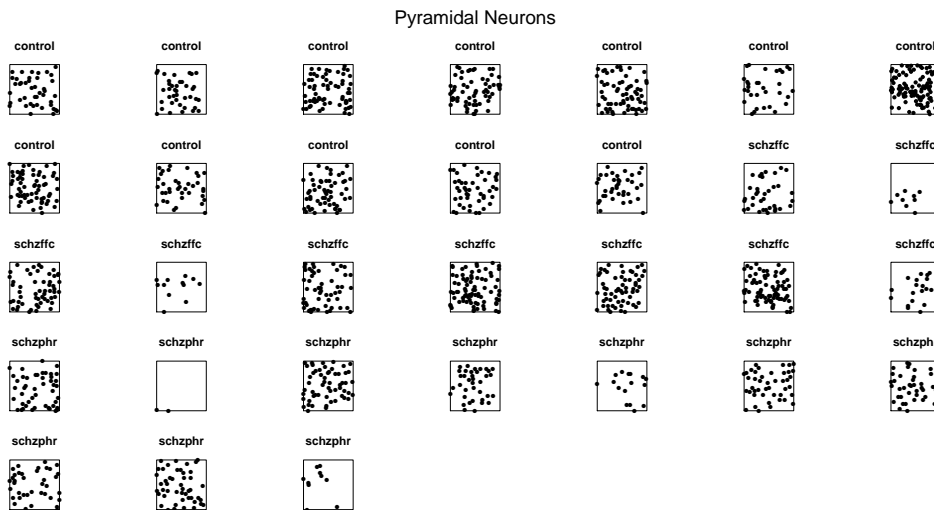 Pyramidal Neurons
control control control control control control control
control control control control control schzffc schzffc
schzffc schzffc schzffc schzffc schzffc schzffc schzffc
schzphr schzphr schzphr schzphr schzphr schzphr schzph
schzphr schzphr schzphr